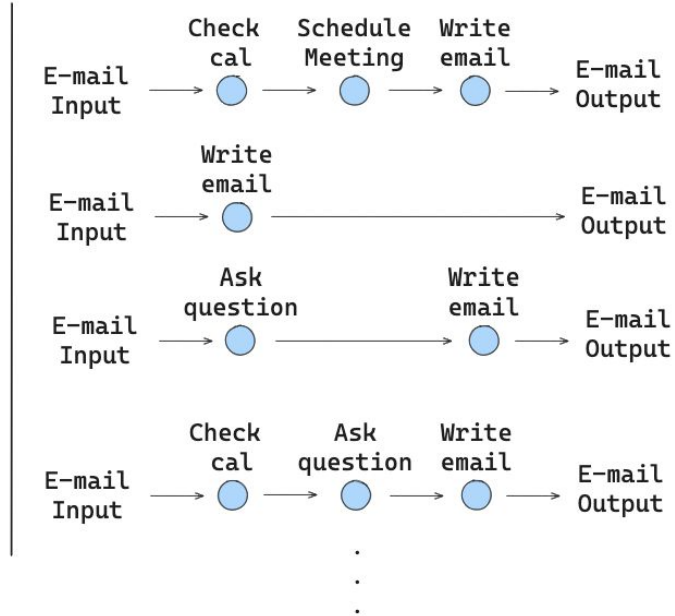 Check
cal
Schedule
Meeting
Write
email
E-mail
Input
E-mail
Output
Write
email
E-mail
Input
E-mail
Output
Ask
question
Write
email
E-mail
Input
E-mail
Output
Check
cal
Ask
question
Write
email
E-mail
Input
E-mail
Output